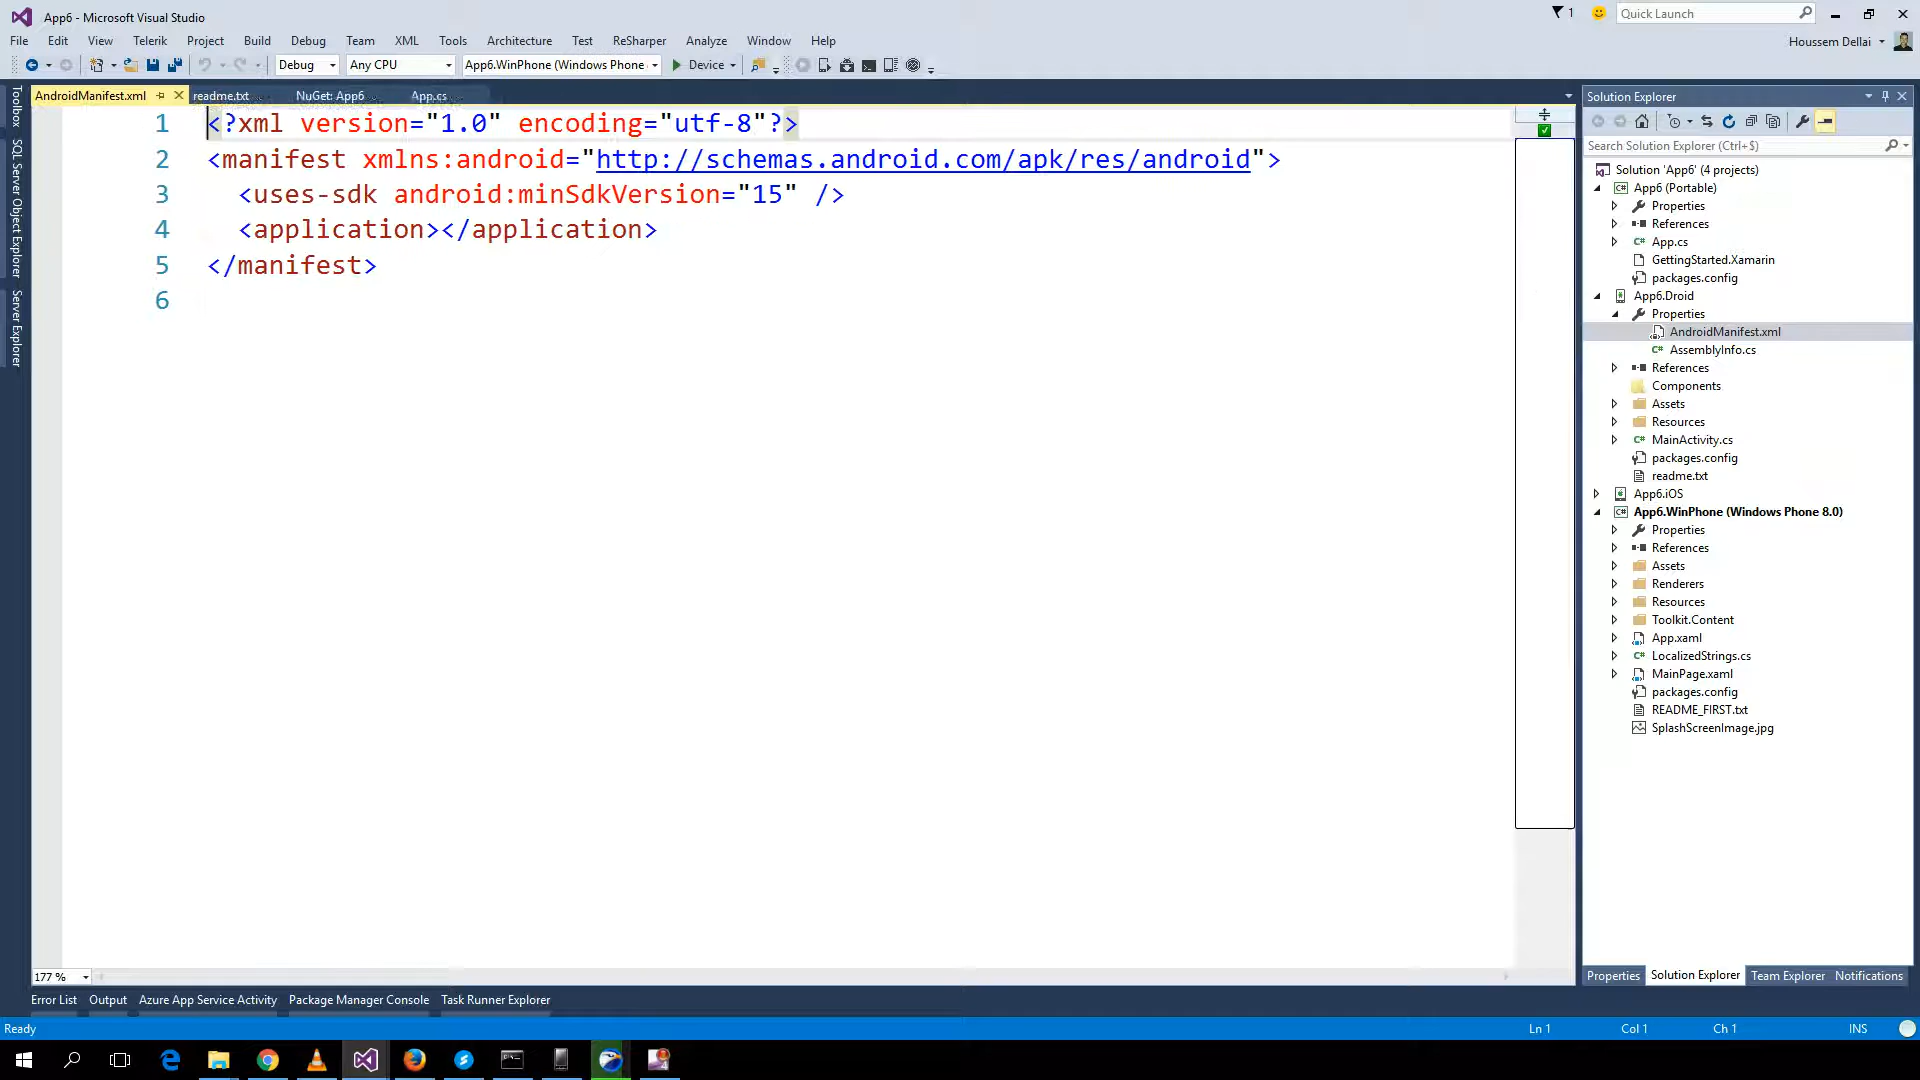 App6 - Microsoft Visual Studio
1
Quick Launch
File Edit View Telerik Project Build Debug Team XML Tools Architecture Test ReSharper Analyze Window Help
Houssem Dellai
Debug Any CPU App6.WinPhone (Windows Phone Device
AndroidManifest.xml readme.txt NuGet: App6 App.cs
Toolbox
SQL Server Object Explorer
Server Explorer
1 <?xml version="1.0" encoding="utf-8"?>
2 <manifest xmlns:android="http://schemas.android.com/apk/res/android">
3 <uses-sdk android:minSdkVersion="15" />
4 <application></application>
5 </manifest>
6
177 %
Solution Explorer
Search Solution Explorer (Ctrl+$)
Solution 'App6' (4 projects)
App6 (Portable)
Properties
References
App.cs
GettingStarted.Xamarin
packages.config
App6.Droid
Properties
AndroidManifest.xml
AssemblyInfo.cs
References
Components
Assets
Resources
MainActivity.cs
packages.config
readme.txt
App6.iOS
App6.WinPhone (Windows Phone 8.0)
Properties
References
Assets
Renderers
Resources
Toolkit.Content
App.xaml
LocalizedStrings.cs
MainPage.xaml
packages.config
README_FIRST.txt
SplashScreenImage.jpg
Properties Solution Explorer Team Explorer Notifications
Error List Output Azure App Service Activity Package Manager Console Task Runner Explorer
Ready Ln 1 Col 1 Ch 1 INS